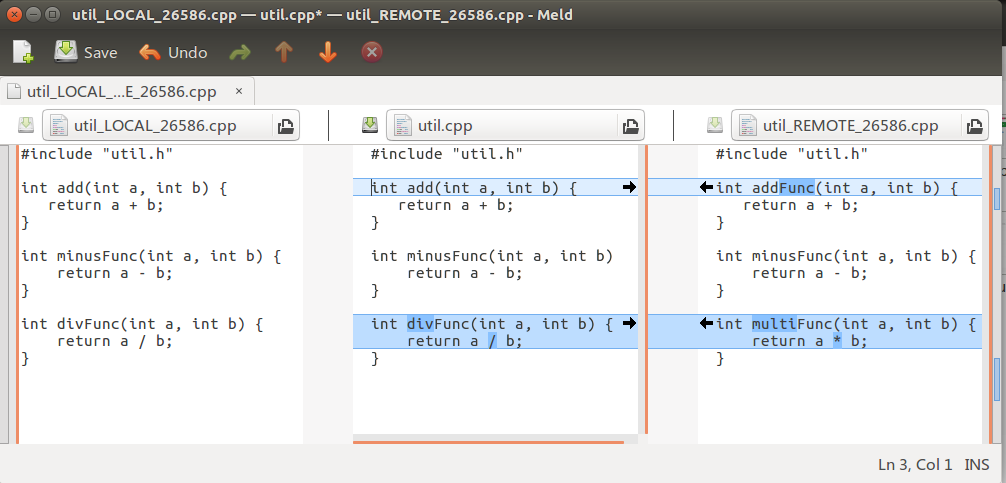 util_LOCAL_26586.cpp — util.cpp* — util_REMOTE_26586.cpp - Meld
Save Undo
util_LOCAL_...E_26586.cpp ×
util_LOCAL_26586.cpp
util.cpp
util_REMOTE_26586.cpp
#include "util.h"
int add(int a, int b) {
return a + b;
}
int minusFunc(int a, int b) {
return a - b;
}
int divFunc(int a, int b) {
return a / b;
}
#include "util.h"
int add(int a, int b) {
return a + b;
}
int minusFunc(int a, int b)
return a - b;
}
int divFunc(int a, int b) {
return a / b;
}
#include "util.h"
int addFunc(int a, int b) {
return a + b;
}
int minusFunc(int a, int b) {
return a - b;
}
int multiFunc(int a, int b) {
return a * b;
}
Ln 3, Col 1 INS